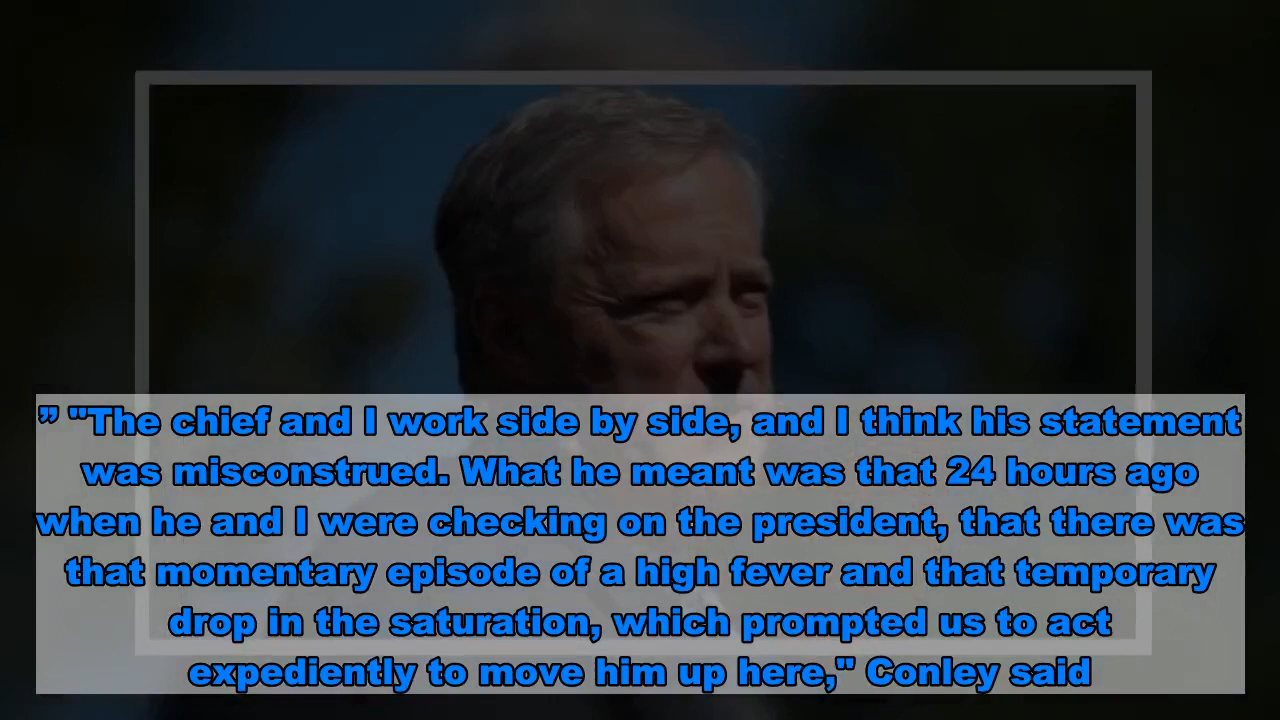 ” "The chief and I work side by side, and I think his statement
was misconstrued. What he meant was that 24 hours ago
when he and I were checking on the president, that there was
that momentary episode of a high fever and that temporary
drop in the saturation, which prompted us to act
expediently to move him up here," Conley said